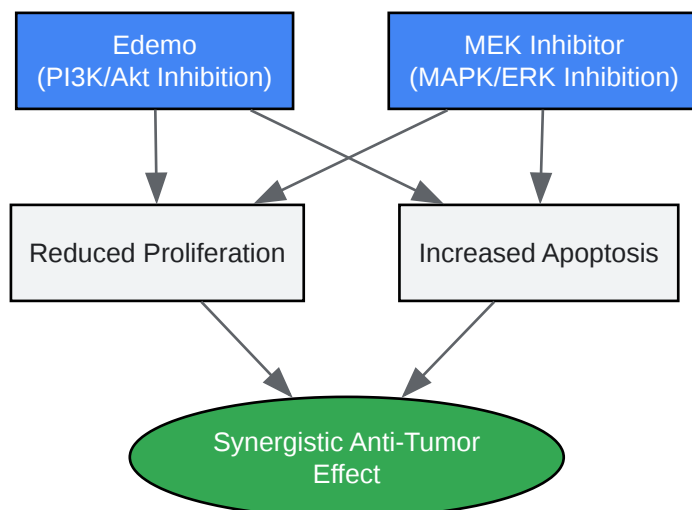 Edemo
(PI3K/Akt Inhibition)
MEK Inhibitor
(MAPK/ERK Inhibition)
Reduced Proliferation
Increased Apoptosis
Synergistic Anti-Tumor
Effect